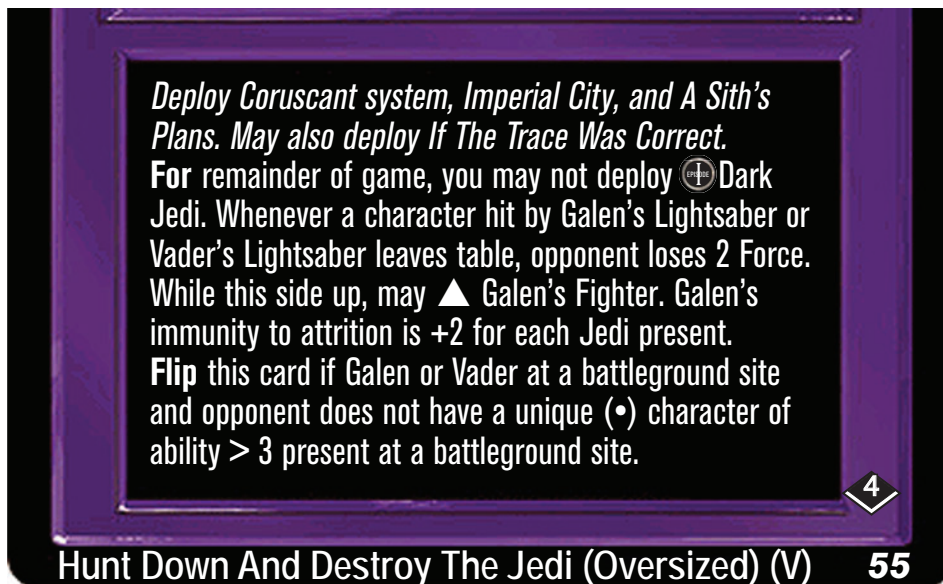 Deploy Coruscant system, Imperial City, and A Sith's
Plans. May also deploy If The Trace Was Correct.
For remainder of game, you may not deploy EPISODE I Dark
Jedi. Whenever a character hit by Galen's Lightsaber or
Vader's Lightsaber leaves table, opponent loses 2 Force.
While this side up, may ▲ Galen's Fighter. Galen's
immunity to attrition is +2 for each Jedi present.
Flip this card if Galen or Vader at a battleground site
and opponent does not have a unique (•) character of
ability > 3 present at a battleground site.
4
Hunt Down And Destroy The Jedi (Oversized) (V) 55